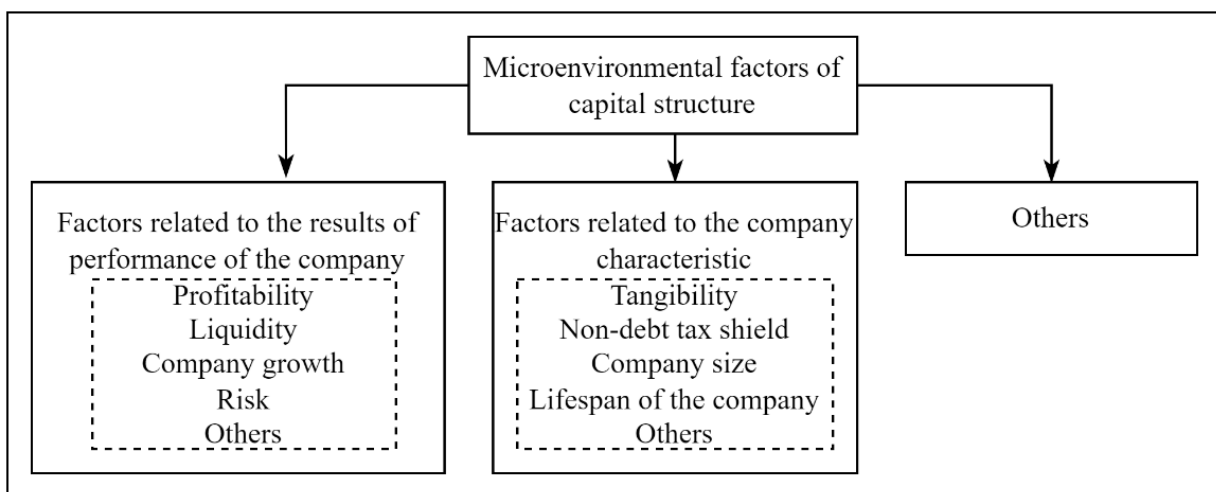 Microenvironmental factors of
capital structure
Factors related to the results of
performance of the company
Profitability
Liquidity
Company growth
Risk
Others
Factors related to the company
characteristic
Tangibility
Non-debt tax shield
Company size
Lifespan of the company
Others
Others